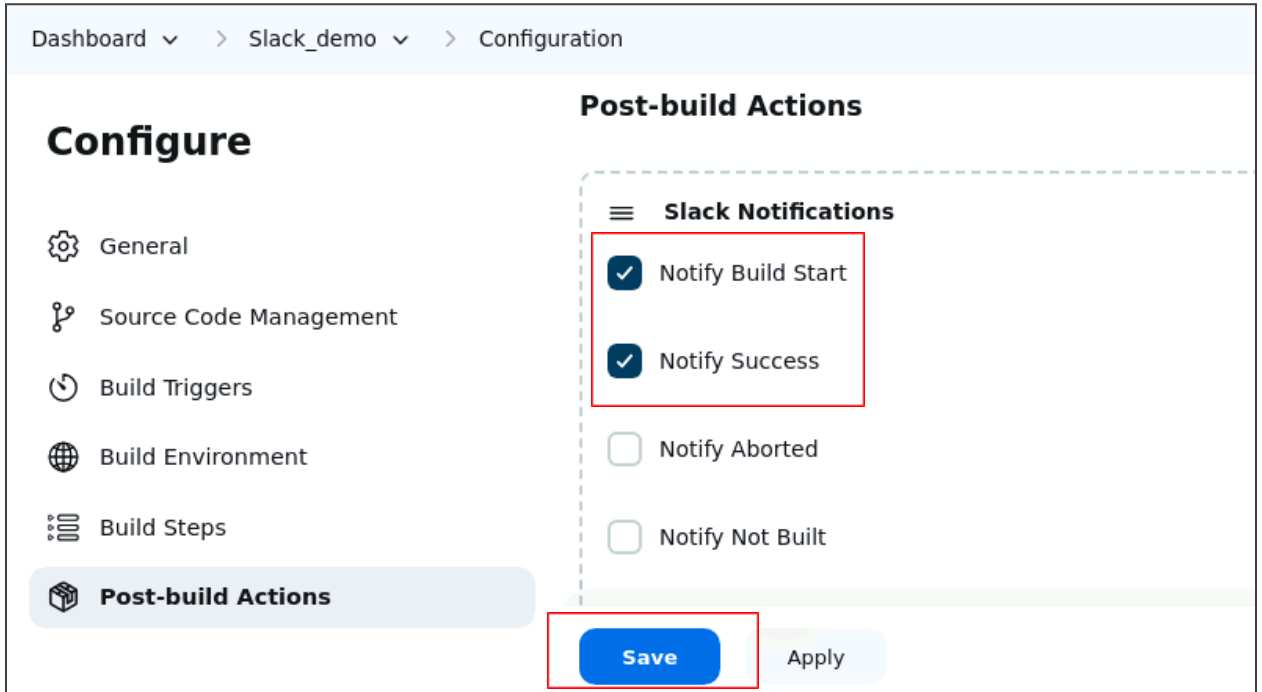 Dashboard > Slack_demo > Configuration
Configure
General
Source Code Management
Build Triggers
Build Environment
Build Steps
Post-build Actions
Post-build Actions
Slack Notifications
Notify Build Start
Notify Success
Notify Aborted
Notify Not Built
Save
Apply